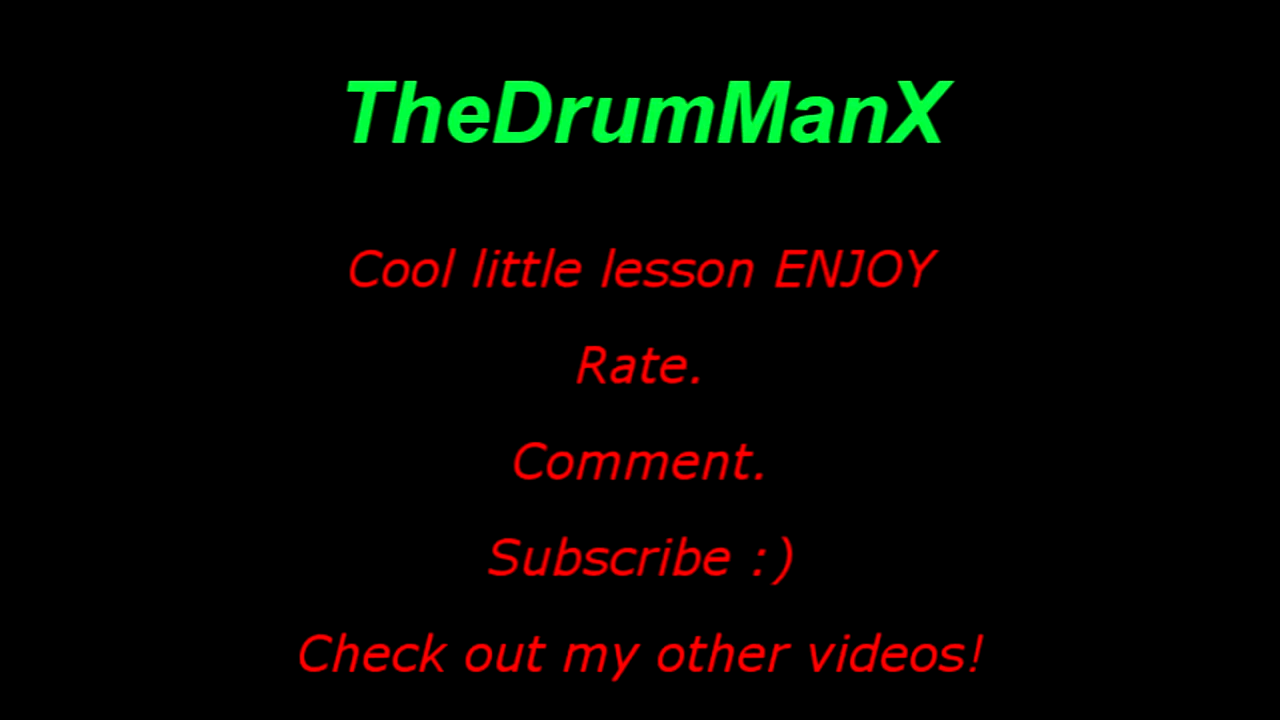 TheDrumManX
Cool little lesson ENJOY
Rate.
Comment.
Subscribe :)
Check out my other videos!